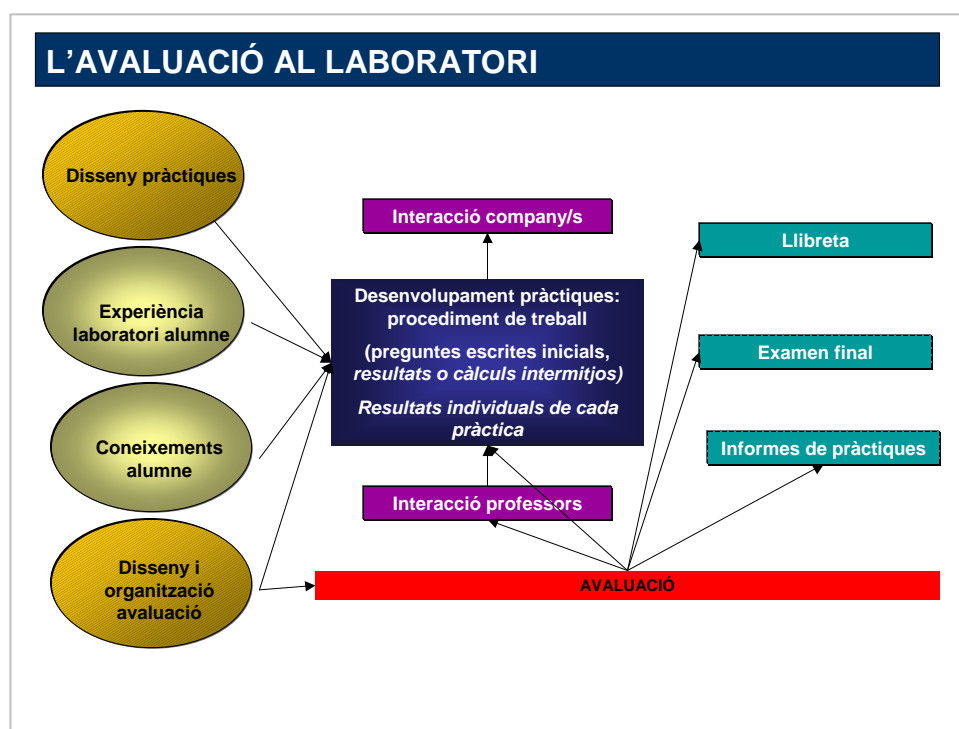 L'AVALUACIÓ AL LABORATORI
Disseny pràctiques
Experiència
laboratori alumne
Coneixements
alumne
Disseny i
organització
avaluació
Interacció company/s
Desenvolupament pràctiques:
procediment de treball
(preguntes escrites inicials,
resultats o càlculs intermitjos)
Resultats individuals de cada
pràctica
Interacció professors
Llibreta
Examen final
Informes de pràctiques
AVALUACIÓ